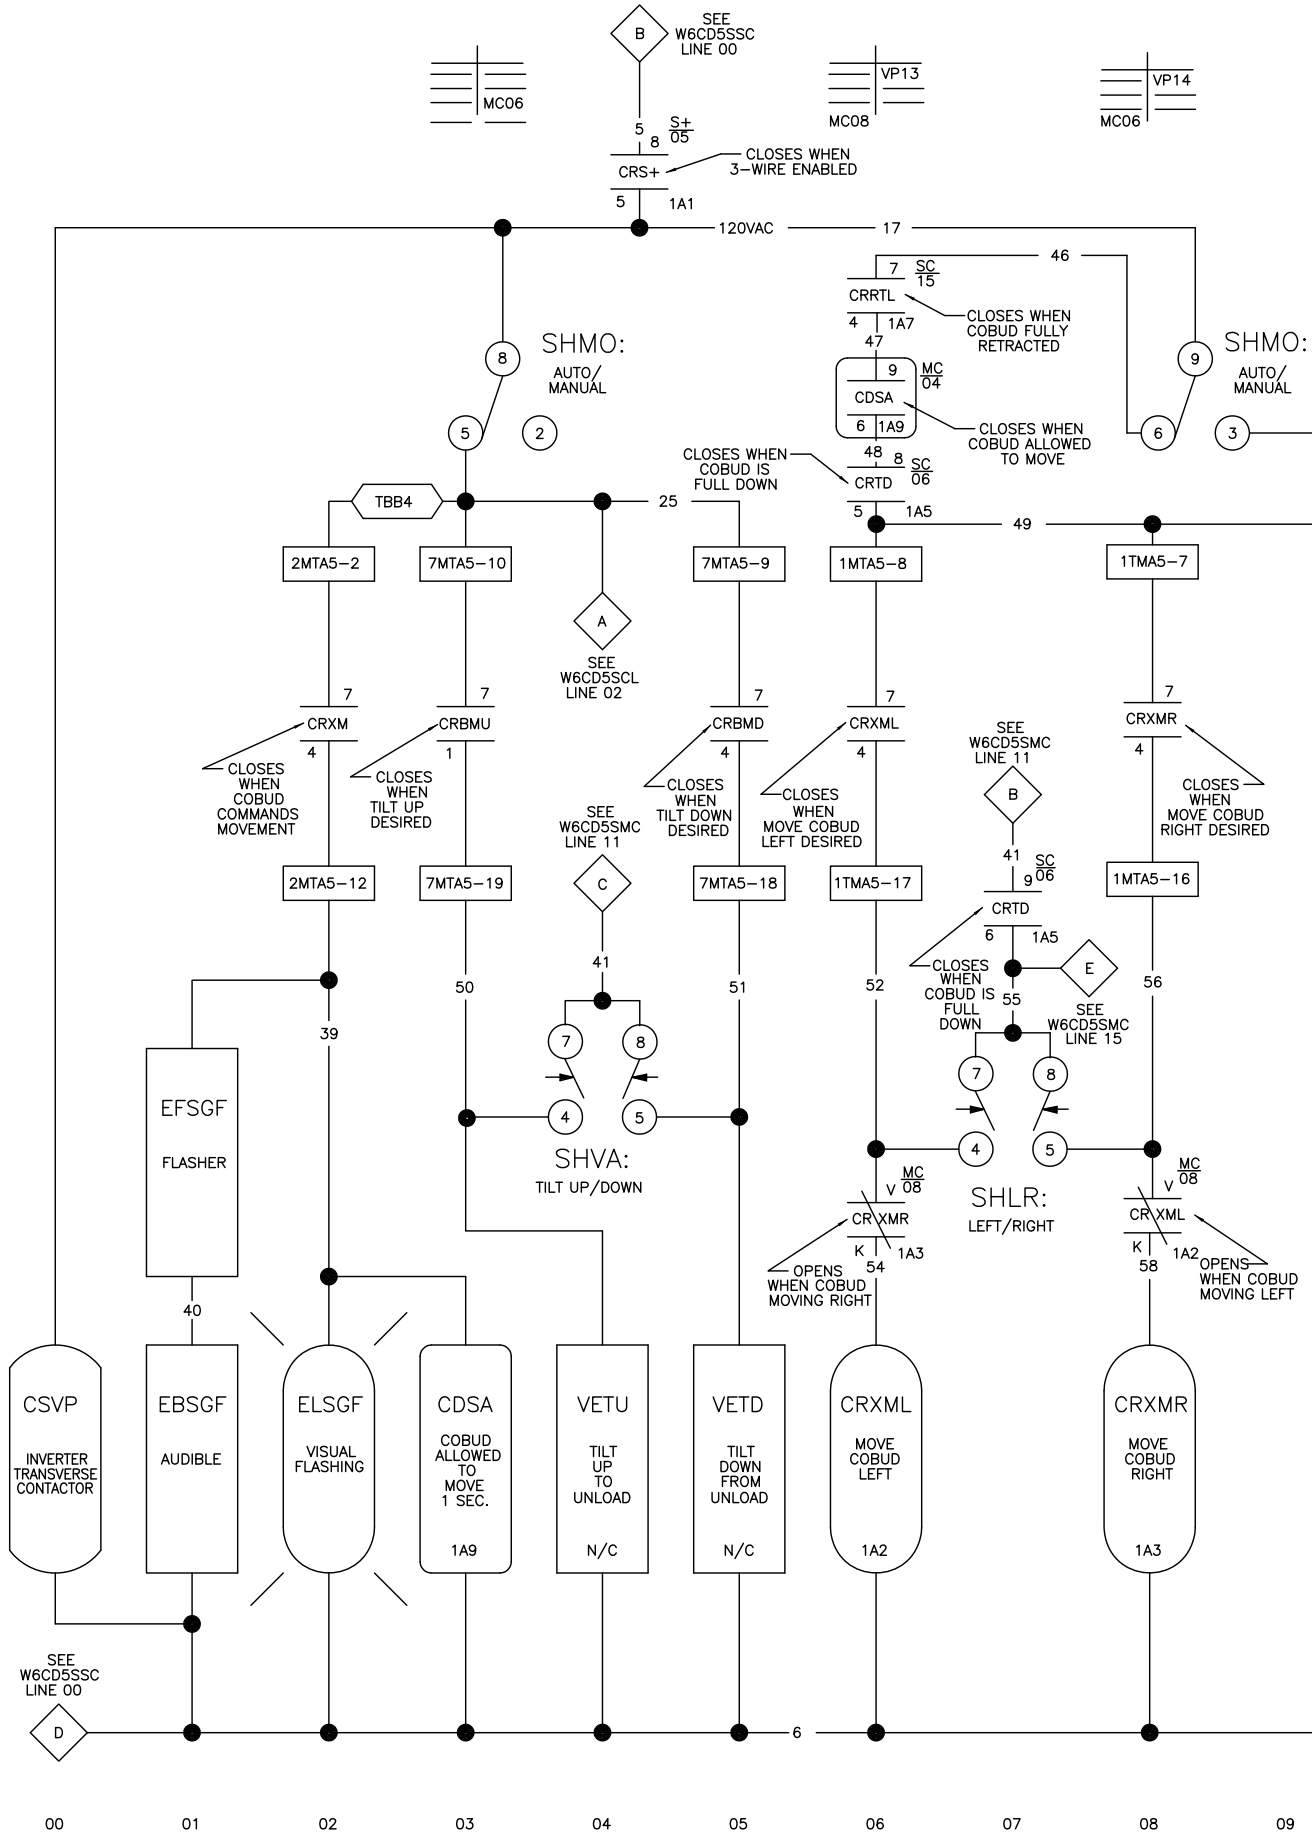 B
SEE
W6CD5SSC
LINE 00
MC06
VP13
MC08
VP14
MC06
5
S+
05
8
CRS+
CLOSES WHEN
3-WIRE ENABLED
5
1A1
120VAC
17
46
7
SC
15
CRRTL
4
1A7
CLOSES WHEN
COBUD FULLY
RETRACTED
47
8
SHMO:
AUTO/
MANUAL
5
2
9
MC
04
CDSA
6
1A9
CLOSES WHEN
COBUD ALLOWED
TO MOVE
9
SHMO:
AUTO/
MANUAL
6
3
48
8
SC
06
CLOSES WHEN
COBUD IS
FULL DOWN
CRTD
5
1A5
TBB4
25
49
2MTA5-2
7MTA5-10
7MTA5-9
1MTA5-8
1TMA5-7
A
SEE
W6CD5SCL
LINE 02
7
CRXM
4
CLOSES
WHEN
COBUD
COMMANDS
MOVEMENT
7
CRBMU
1
CLOSES
WHEN
TILT UP
DESIRED
7
CRBMD
4
CLOSES
WHEN
TILT DOWN
DESIRED
7
CRXML
4
CLOSES
WHEN
MOVE COBUD
LEFT DESIRED
7
CRXMR
4
CLOSES
WHEN
MOVE COBUD
RIGHT DESIRED
SEE
W6CD5SMC
LINE 11
B
41
SEE
W6CD5SMC
LINE 11
C
41
2MTA5-12
7MTA5-19
7MTA5-18
1TMA5-17
1MTA5-16
9
SC
06
CRTD
6
1A5
CLOSES
WHEN
COBUD IS
FULL
DOWN
E
SEE
W6CD5SMC
LINE 15
39
50
51
52
55
56
7
8
4
5
SHVA:
TILT UP/DOWN
7
8
4
5
SHLR:
LEFT/RIGHT
EFSGF
FLASHER
V
MC
08
CRXMR
K
1A3
54
OPENS
WHEN COBUD
MOVING RIGHT
V
MC
08
CRXML
K
1A2
58
OPENS
WHEN COBUD
MOVING LEFT
40
CSVP
INVERTER
TRANSVERSE
CONTACTOR
EBSGF
AUDIBLE
ELSGF
VISUAL
FLASHING
CDSA
COBUD
ALLOWED
TO
MOVE
1 SEC.
1A9
VETU
TILT
UP
TO
UNLOAD
N/C
VETD
TILT
DOWN
FROM
UNLOAD
N/C
CRXML
MOVE
COBUD
LEFT
1A2
CRXMR
MOVE
COBUD
RIGHT
1A3
SEE
W6CD5SSC
LINE 00
D
6
00 01 02 03 04 05 06 07 08 09